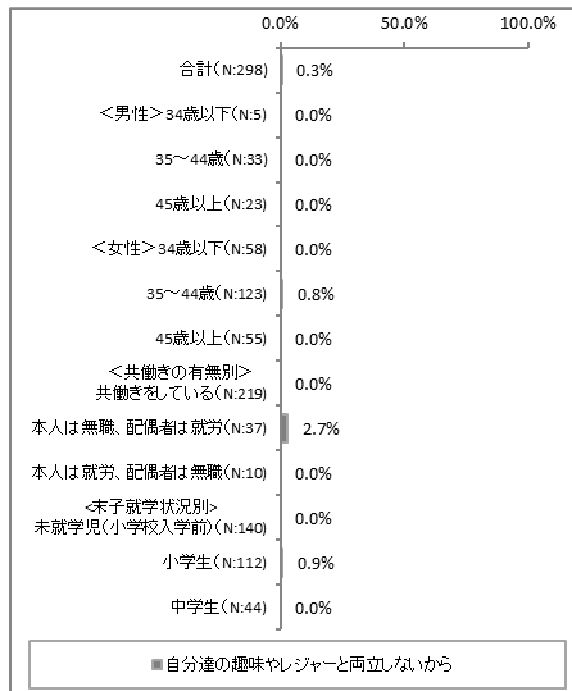 0.0% 50.0% 100.0%
合計(N:298) 0.3%
＜男性＞34歳以下(N:5) 0.0%
35～44歳(N:33) 0.0%
45歳以上(N:23) 0.0%
＜女性＞34歳以下(N:58) 0.0%
35～44歳(N:123) 0.8%
45歳以上(N:55) 0.0%
＜共働きの有無別＞
共働きをしている(N:219) 0.0%
本人は無職、配偶者は就労(N:37) 2.7%
本人は就労、配偶者は無職(N:10) 0.0%
<末子就学状況別>
未就学児(小学校入学前)(N:140) 0.0%
小学生(N:112) 0.9%
中学生(N:44) 0.0%
自分達の趣味やレジャーと両立しないから